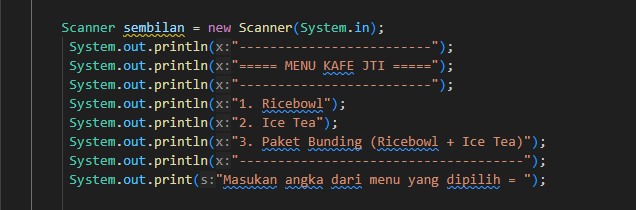 Scanner sembilan = new Scanner(System.in);
System.out.println(x:"--------------------------");
System.out.println(x:"===== MENU KAFE JTI =====");
System.out.println(x:"--------------------------");
System.out.println(x:"1. Ricebowl");
System.out.println(x:"2. Ice Tea");
System.out.println(x:"3. Paket Bunding (Ricebowl + Ice Tea)");
System.out.println(x:"--------------------------------------");
System.out.print(s:"Masukan angka dari menu yang dipilih = ");